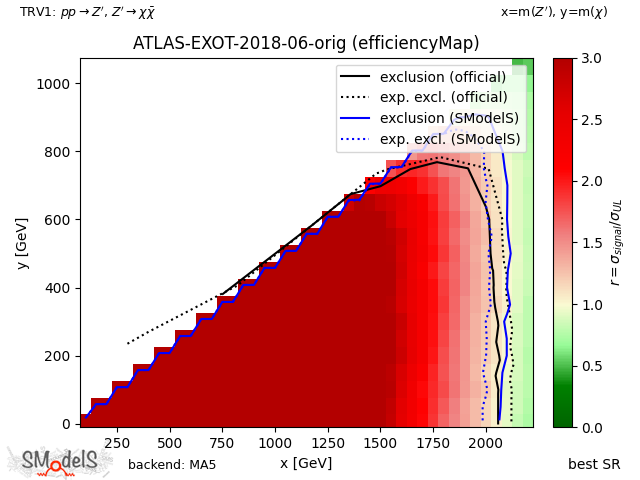 TRV1: pp → Z′, Z′ → χχ̄
x=m(Z′), y=m(χ)
ATLAS-EXOT-2018-06-orig (efficiencyMap)
exclusion (official)
exp. excl. (official)
exclusion (SModelS)
exp. excl. (SModelS)
y [GeV]
1000
800
600
400
200
0
250
500
750
1000
1250
1500
1750
2000
x [GeV]
3.0
2.5
2.0
1.5
1.0
0.5
0.0
r = σsignal/σUL
SModelS
backend: MA5
best SR